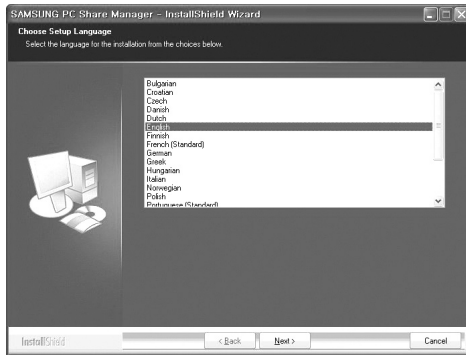 SAMSUNG PC Share Manager - InstallShield Wizard
Choose Setup Language
Select the language for the installation from the choices below.
Bulgarian
Croatian
Czech
Danish
Dutch
English
Finnish
French (Standard)
German
Greek
Hungarian
Italian
Norwegian
Polish
Portuguese (Standard)
InstallShield
< Back
Next >
Cancel